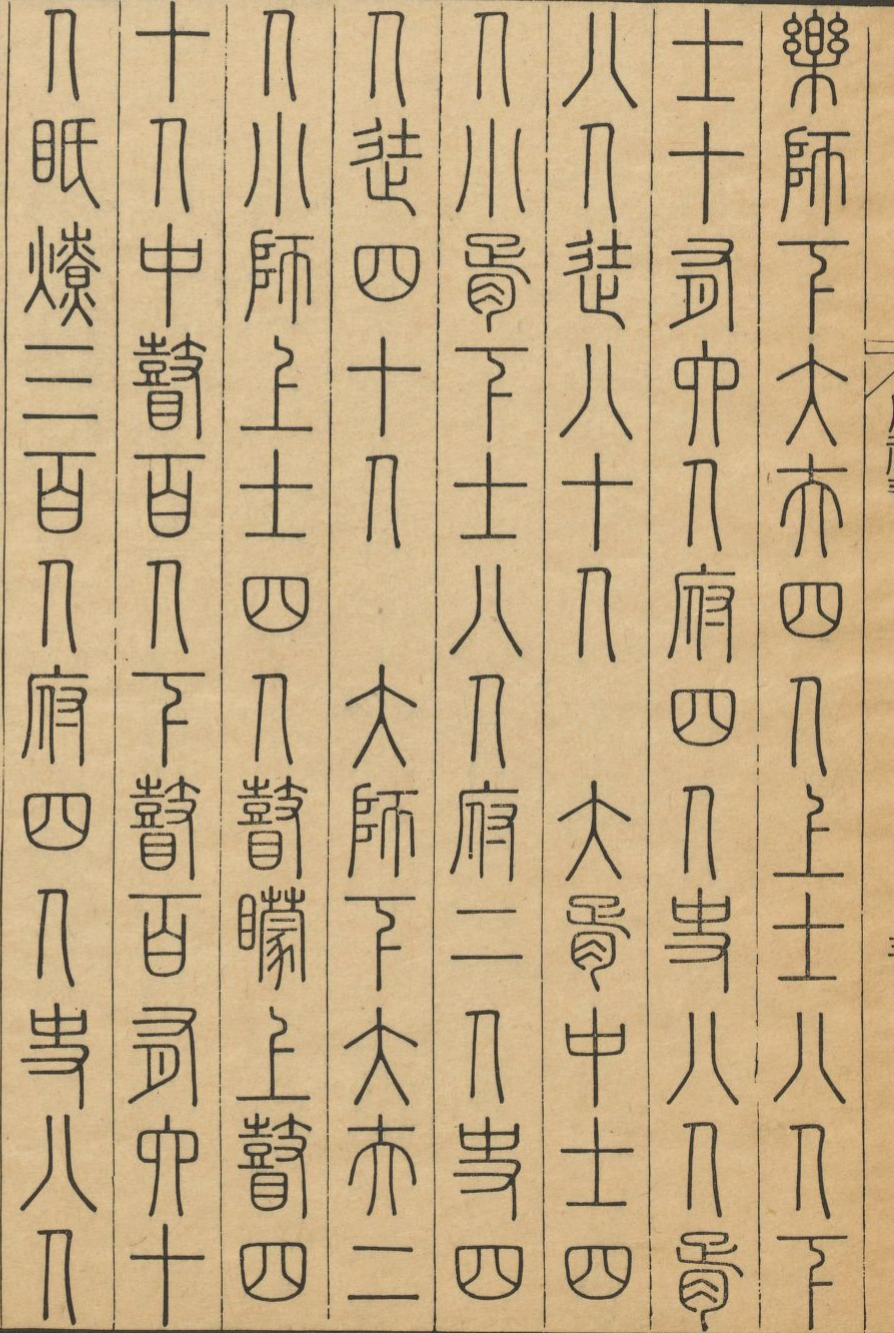 樂師下大夫四人上士八人下
士十有六人府四人史八人胥
八人徒八十人　大胥中士四
人小胥下士八人府二人史四
人徒四十人　大師下大夫二
人小師上士四人瞽矇上瞽四
十人中瞽百人下瞽百有六十
人眡燎三百人府四人史八人